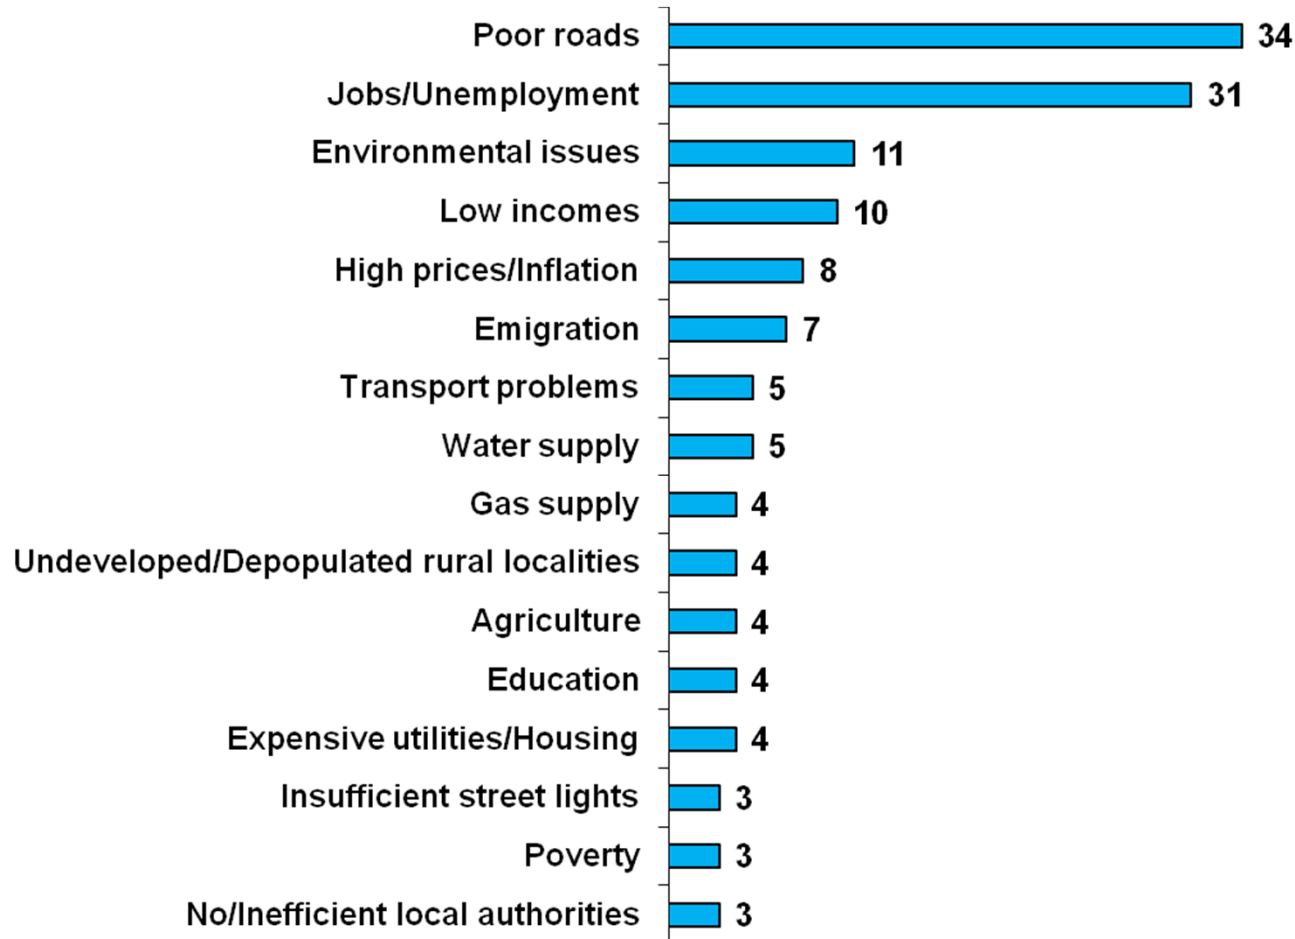 Poor roads 34
Jobs/Unemployment 31
Environmental issues 11
Low incomes 10
High prices/Inflation 8
Emigration 7
Transport problems 5
Water supply 5
Gas supply 4
Undeveloped/Depopulated rural localities 4
Agriculture 4
Education 4
Expensive utilities/Housing 4
Insufficient street lights 3
Poverty 3
No/Inefficient local authorities 3